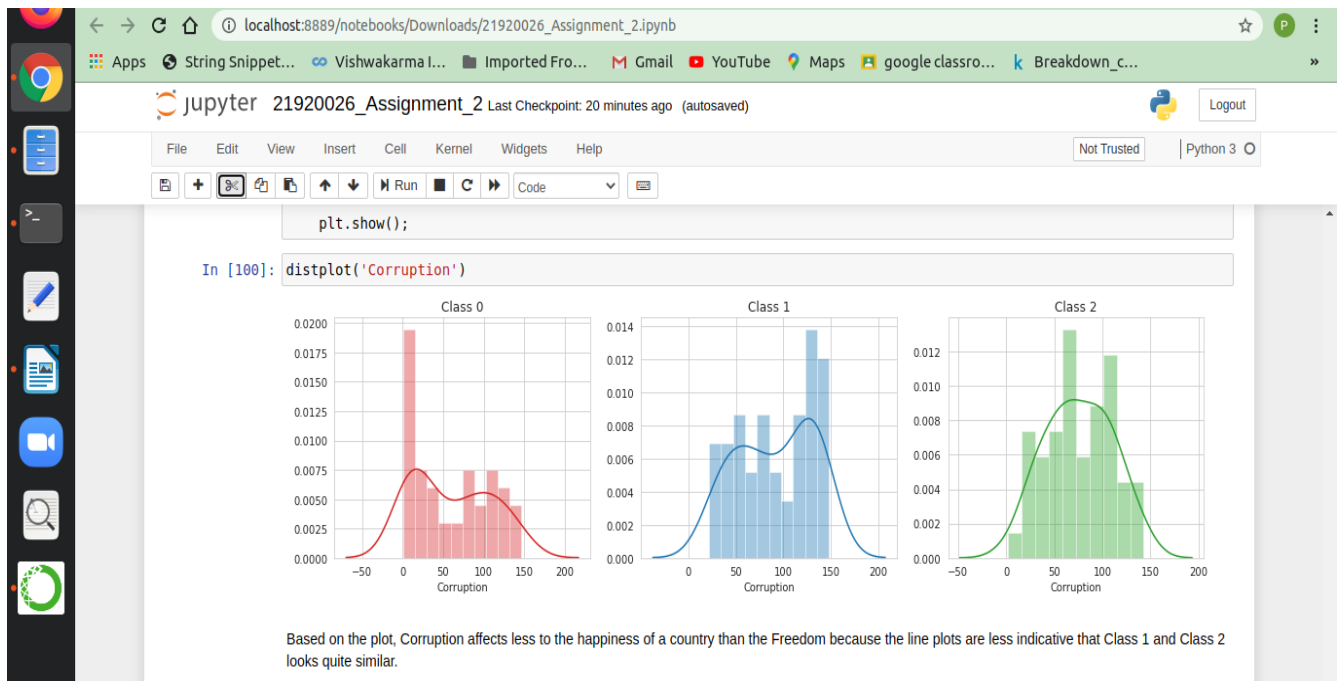 localhost:8889/notebooks/Downloads/21920026_Assignment_2.ipynb P
Apps String Snippet... Vishwakarma I... Imported Fro... Gmail YouTube Maps google classro... k Breakdown_c... »
jupyter 21920026_Assignment_2 Last Checkpoint: 20 minutes ago (autosaved) Logout
File Edit View Insert Cell Kernel Widgets Help Not Trusted Python 3
Run Code
plt.show();
In [100]: distplot('Corruption')
Class 0
0.0200
0.0175
0.0150
0.0125
0.0100
0.0075
0.0050
0.0025
0.0000
−50 0 50 100 150 200
Corruption
Class 1
0.014
0.012
0.010
0.008
0.006
0.004
0.002
0.000
0 50 100 150 200
Corruption
Class 2
0.012
0.010
0.008
0.006
0.004
0.002
0.000
−50 0 50 100 150 200
Corruption
Based on the plot, Corruption affects less to the happiness of a country than the Freedom because the line plots are less indicative that Class 1 and Class 2
looks quite similar.